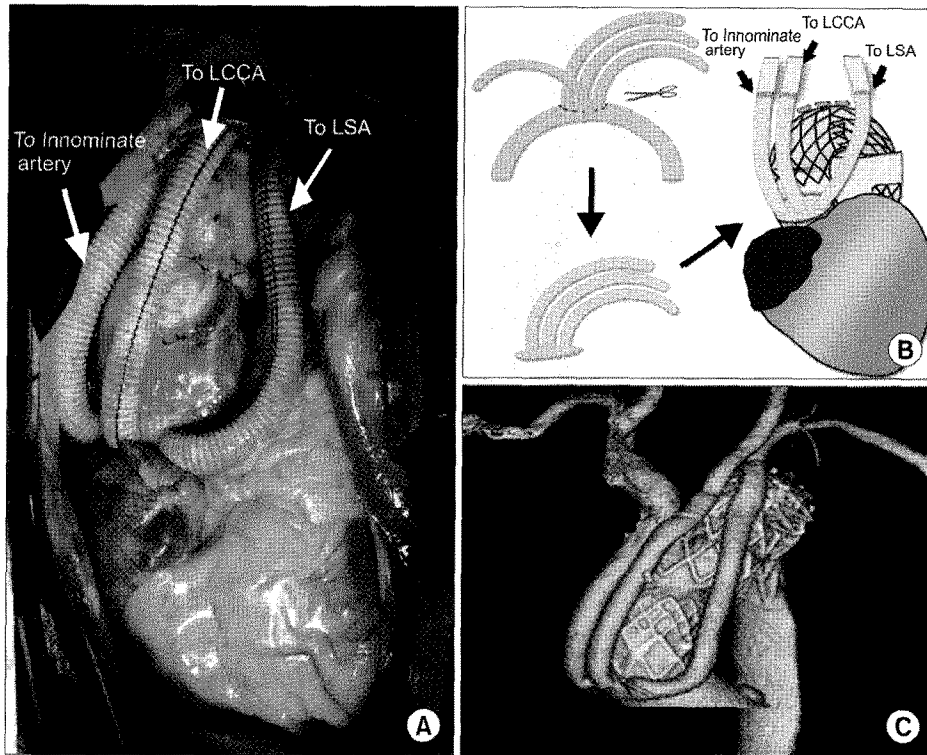 To LCCA
To LSA
To Innominate
artery
A
To LCCA
To Innominate
artery
To LSA
B
C